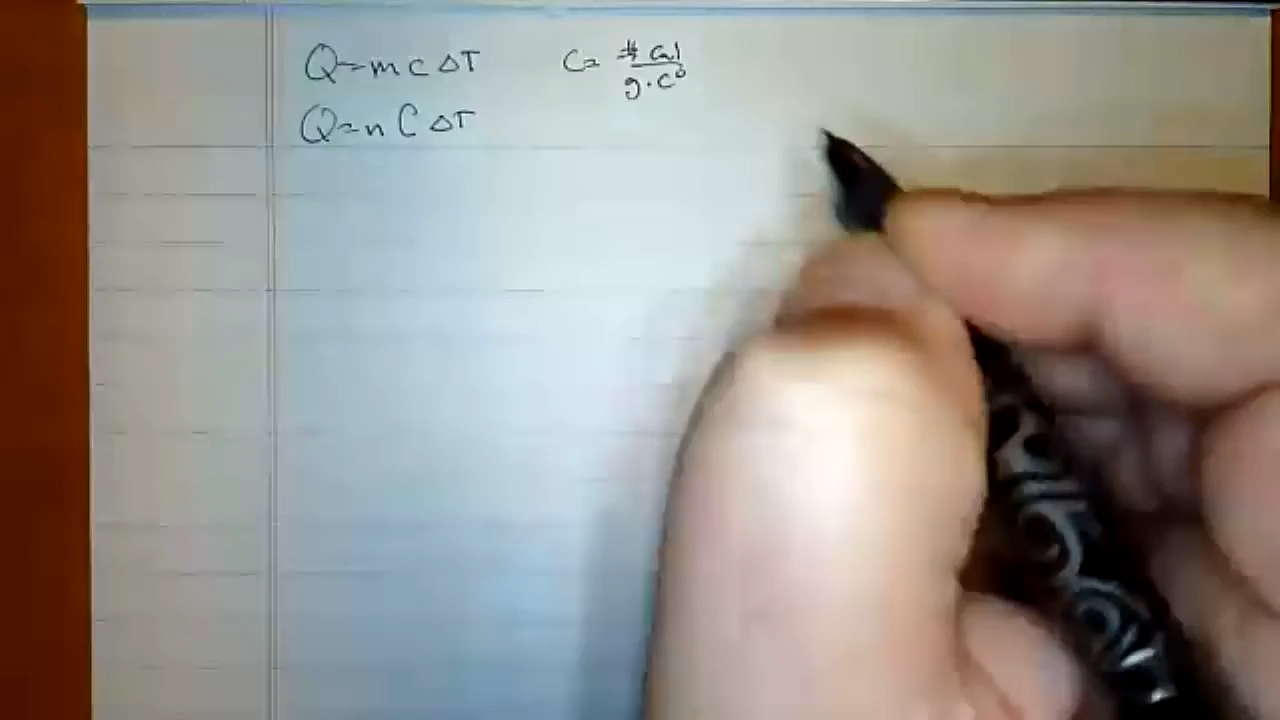 Q=mcΔT C= # cal / g·C°
Q=nCΔT